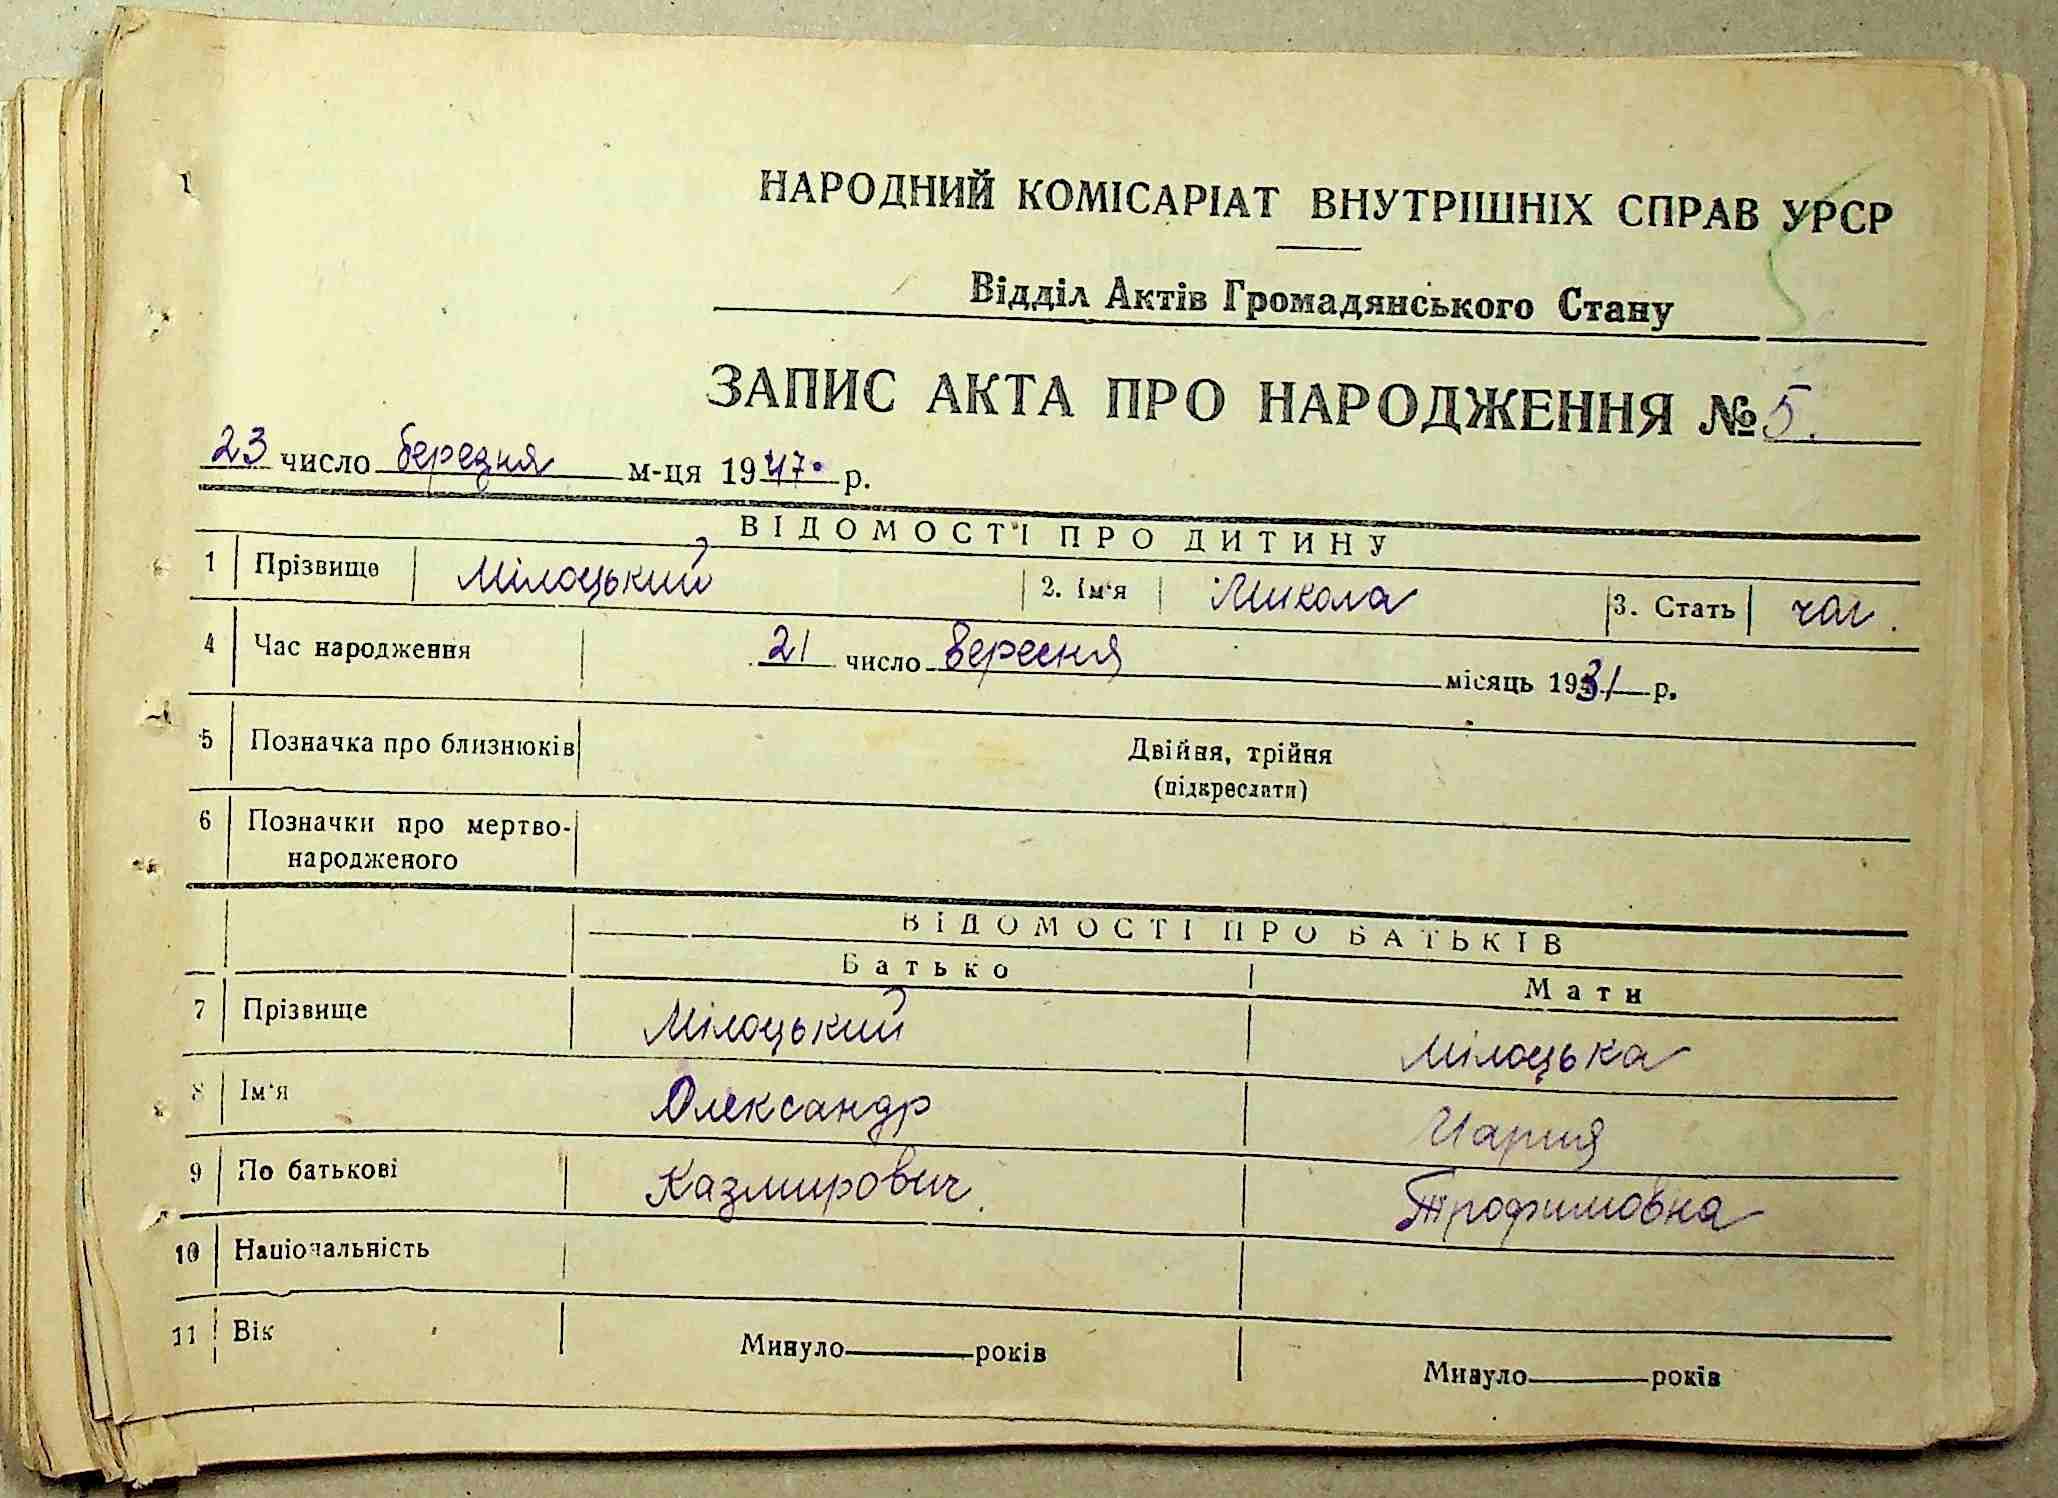 НАРОДНИЙ КОМІСАРІАТ ВНУТРІШНІХ СПРАВ УРСР
Відділ Актів Громадянського Стану
ЗАПИС АКТА ПРО НАРОДЖЕННЯ № 5.
23 число березня м-ця 1947 р.
ВІДОМОСТІ ПРО ДИТИНУ
1 Прізвище Мілоцький 2. Ім'я Микола 3. Стать чол.
4 Час народження 21 число вересня місяць 1931 р.
5 Позначка про близнюків Двійня, трійня
(підкреслити)
6 Позначки про мертво-
народженого
ВІДОМОСТІ ПРО БАТЬКІВ
Батько Мати
7 Прізвище Мілоцький Мілоцька
8 Ім'я Олександр Мария
9 По батькові Казмирович Трофимовна
10 Національність
11 Вік Минуло років Минуло років